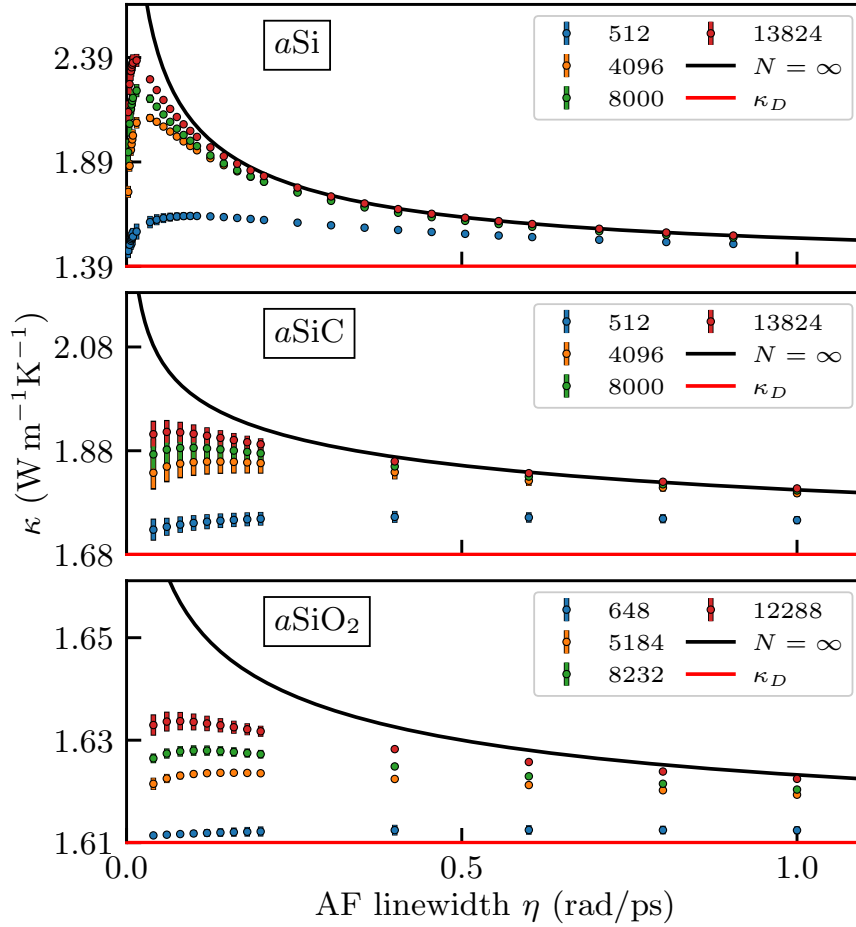 aSi
512
13824
4096
N = ∞
8000
κ_D
2.39
1.89
1.39
aSiC
512
13824
4096
N = ∞
8000
κ_D
2.08
1.88
1.68
κ (W m⁻¹K⁻¹)
aSiO₂
648
12288
5184
N = ∞
8232
κ_D
1.65
1.63
1.61
0.0
0.5
1.0
AF linewidth η (rad/ps)